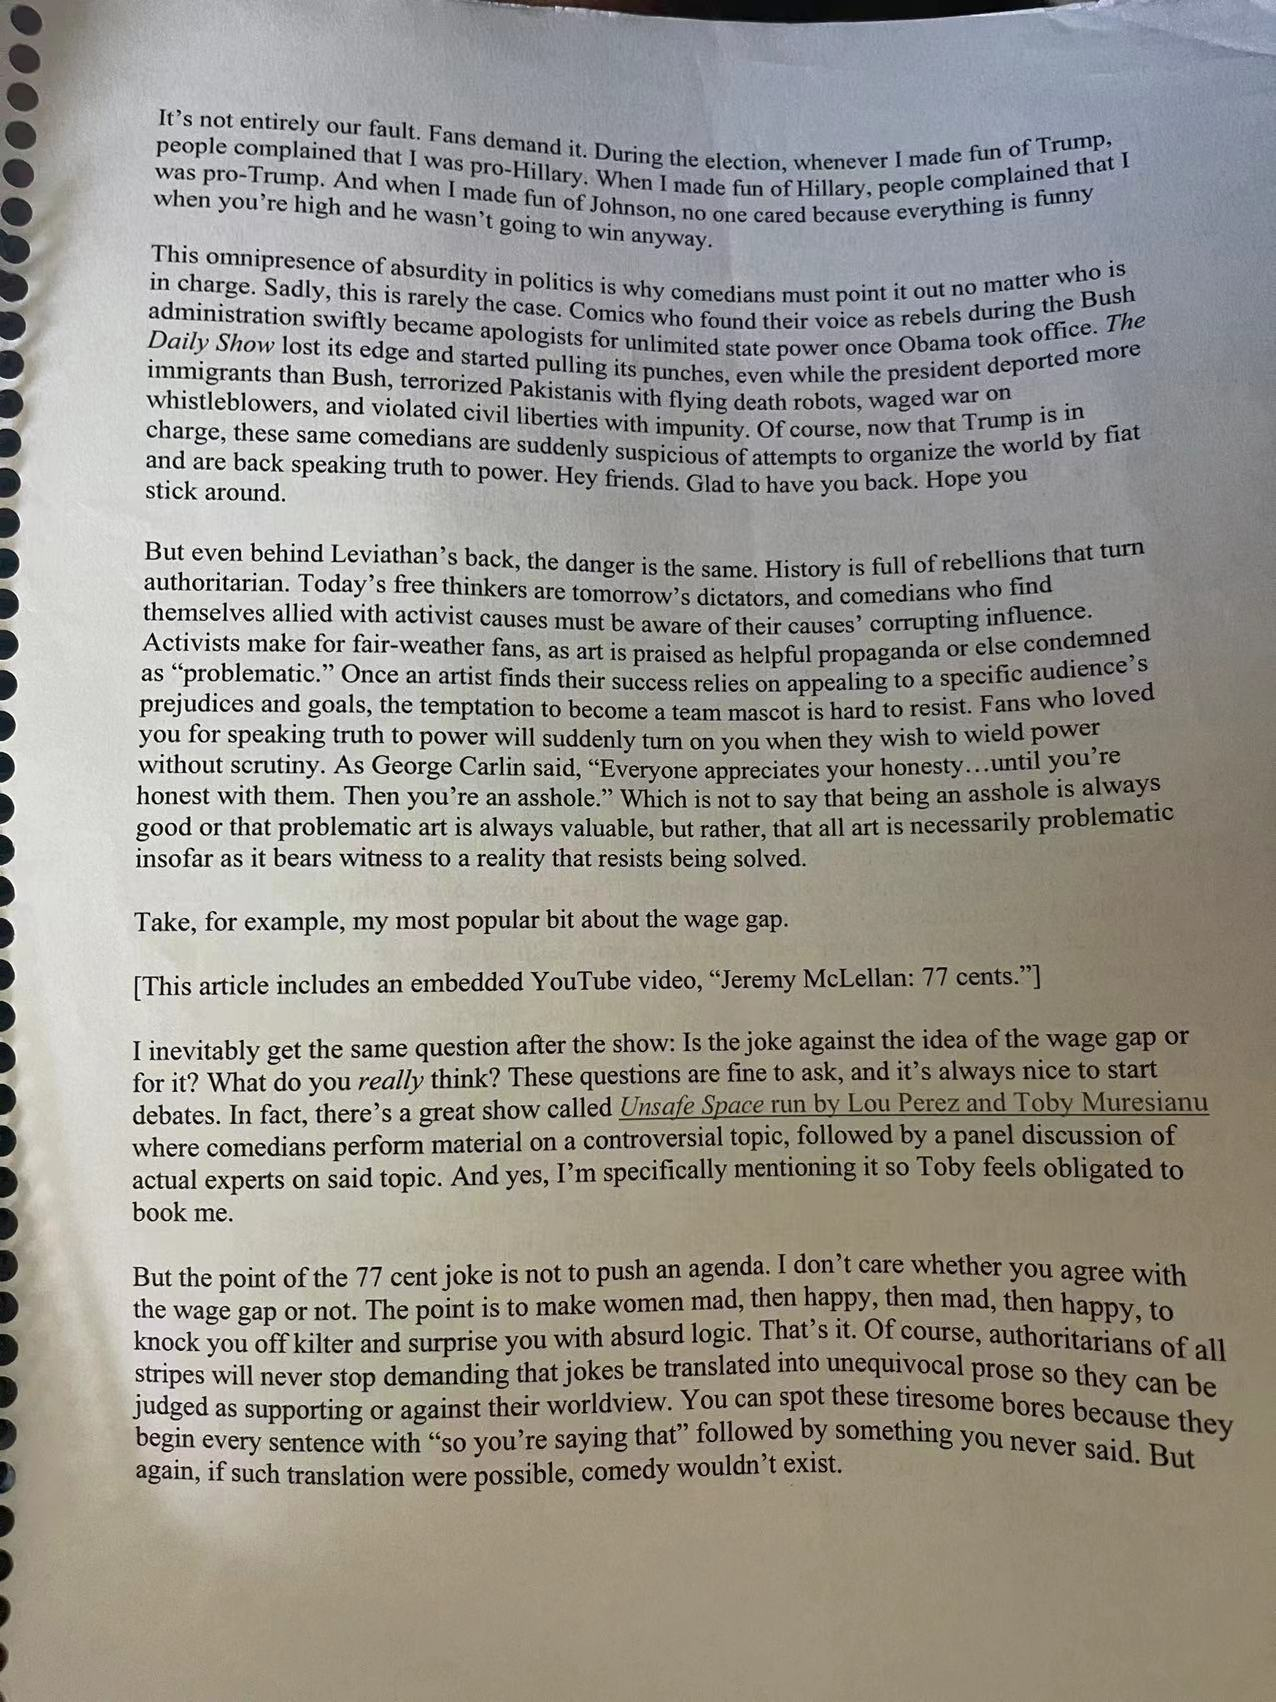 It's not entirely our fault. Fans demand it. During the election, whenever I made fun of Trump,
people complained that I was pro-Hillary. When I made fun of Hillary, people complained that I
was pro-Trump. And when I made fun of Johnson, no one cared because everything is funny
when you're high and he wasn't going to win anyway.
This omnipresence of absurdity in politics is why comedians must point it out no matter who is
in charge. Sadly, this is rarely the case. Comics who found their voice as rebels during the Bush
administration swiftly became apologists for unlimited state power once Obama took office. The
Daily Show lost its edge and started pulling its punches, even while the president deported more
immigrants than Bush, terrorized Pakistanis with flying death robots, waged war on
whistleblowers, and violated civil liberties with impunity. Of course, now that Trump is in
charge, these same comedians are suddenly suspicious of attempts to organize the world by fiat
and are back speaking truth to power. Hey friends. Glad to have you back. Hope you
stick around.
But even behind Leviathan's back, the danger is the same. History is full of rebellions that turn
authoritarian. Today's free thinkers are tomorrow's dictators, and comedians who find
themselves allied with activist causes must be aware of their causes' corrupting influence.
Activists make for fair-weather fans, as art is praised as helpful propaganda or else condemned
as “problematic.” Once an artist finds their success relies on appealing to a specific audience's
prejudices and goals, the temptation to become a team mascot is hard to resist. Fans who loved
you for speaking truth to power will suddenly turn on you when they wish to wield power
without scrutiny. As George Carlin said, “Everyone appreciates your honesty…until you're
honest with them. Then you're an asshole.” Which is not to say that being an asshole is always
good or that problematic art is always valuable, but rather, that all art is necessarily problematic
insofar as it bears witness to a reality that resists being solved.
Take, for example, my most popular bit about the wage gap.
[This article includes an embedded YouTube video, “Jeremy McLellan: 77 cents.”]
I inevitably get the same question after the show: Is the joke against the idea of the wage gap or
for it? What do you really think? These questions are fine to ask, and it's always nice to start
debates. In fact, there's a great show called Unsafe Space run by Lou Perez and Toby Muresianu
where comedians perform material on a controversial topic, followed by a panel discussion of
actual experts on said topic. And yes, I'm specifically mentioning it so Toby feels obligated to
book me.
But the point of the 77 cent joke is not to push an agenda. I don't care whether you agree with
the wage gap or not. The point is to make women mad, then happy, then mad, then happy, to
knock you off kilter and surprise you with absurd logic. That's it. Of course, authoritarians of all
stripes will never stop demanding that jokes be translated into unequivocal prose so they can be
judged as supporting or against their worldview. You can spot these tiresome bores because they
begin every sentence with “so you're saying that” followed by something you never said. But
again, if such translation were possible, comedy wouldn't exist.